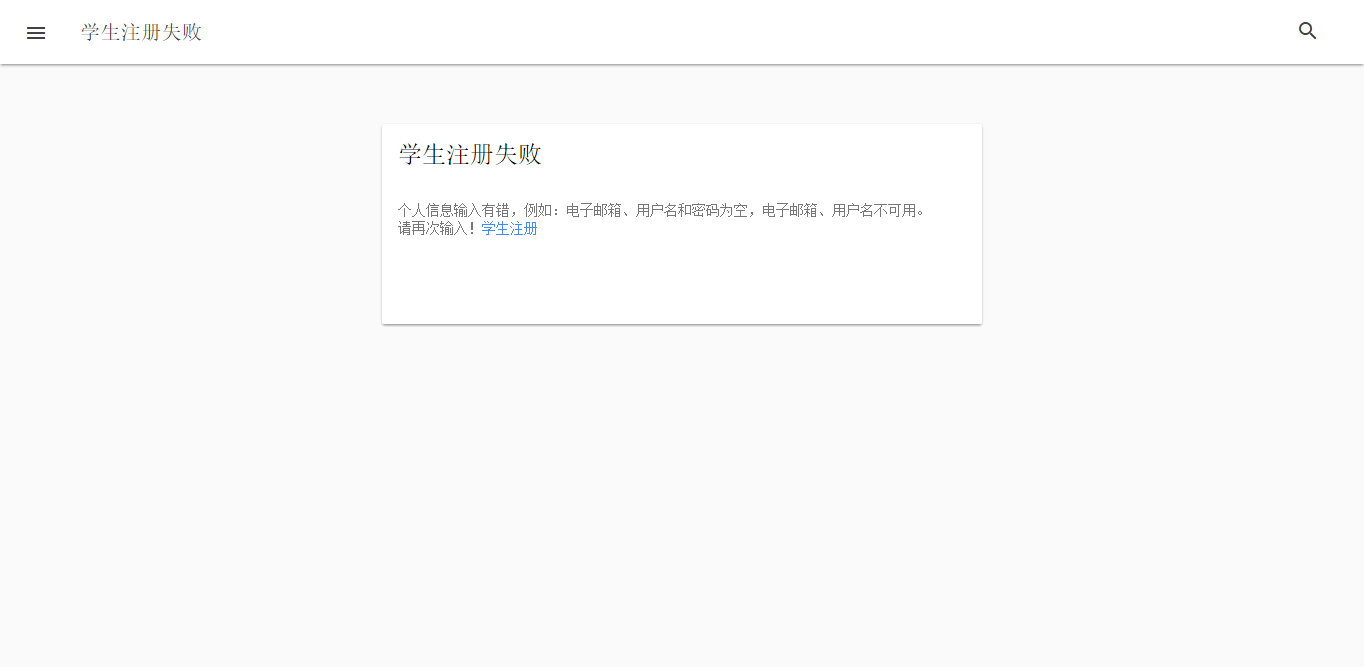 学生注册失败
学生注册失败
个人信息输入有错，例如：电子邮箱、用户名和密码为空，电子邮箱、用户名不可用。
请再次输入！学生注册